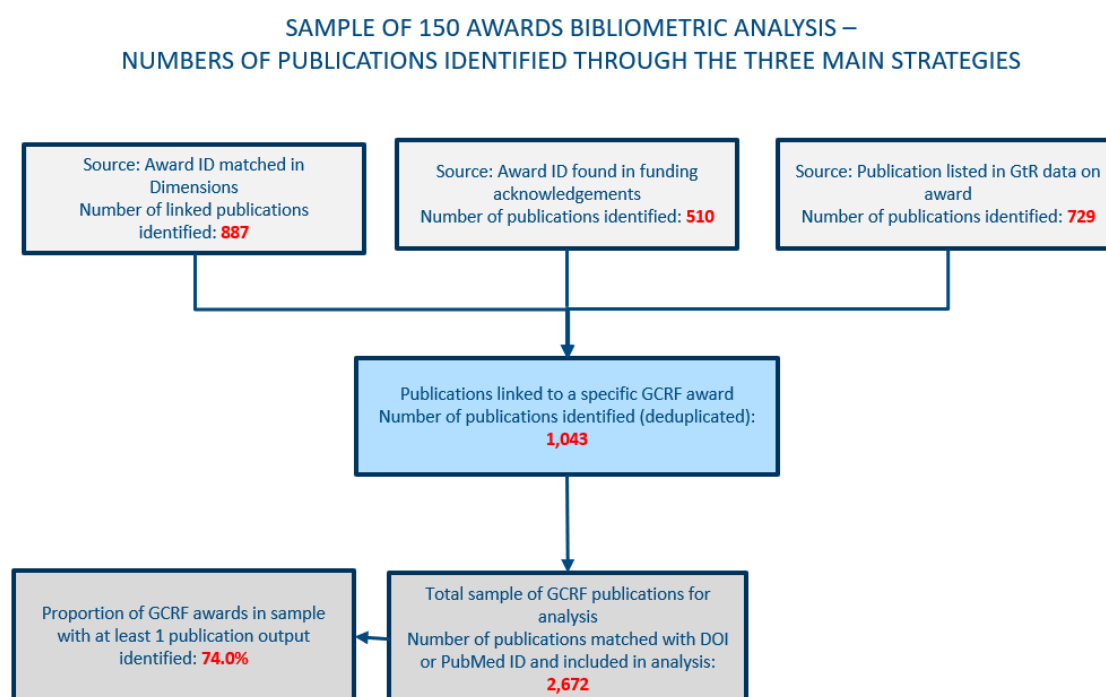 SAMPLE OF 150 AWARDS BIBLIOMETRIC ANALYSIS –
NUMBERS OF PUBLICATIONS IDENTIFIED THROUGH THE THREE MAIN STRATEGIES
Source: Award ID matched in
Dimensions
Number of linked publications
identified: 887
Source: Award ID found in funding
acknowledgements
Number of publications identified: 510
Source: Publication listed in GtR data on
award
Number of publications identified: 729
Publications linked to a specific GCRF award
Number of publications identified (deduplicated):
1,043
Proportion of GCRF awards in sample
with at least 1 publication output
identified: 74.0%
Total sample of GCRF publications for
analysis
Number of publications matched with DOI
or PubMed ID and included in analysis:
2,672